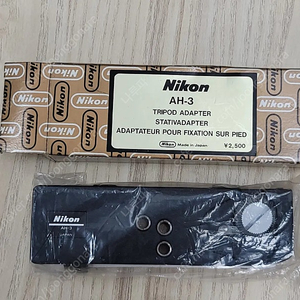 Nikon
AH-3
TRIPOD ADAPTER
STATIVADAPTER
ADAPTATEUR POUR FIXATION SUR PIED
Nikon Made in Japan ¥2,500
Nikon
AH-3
JAPAN